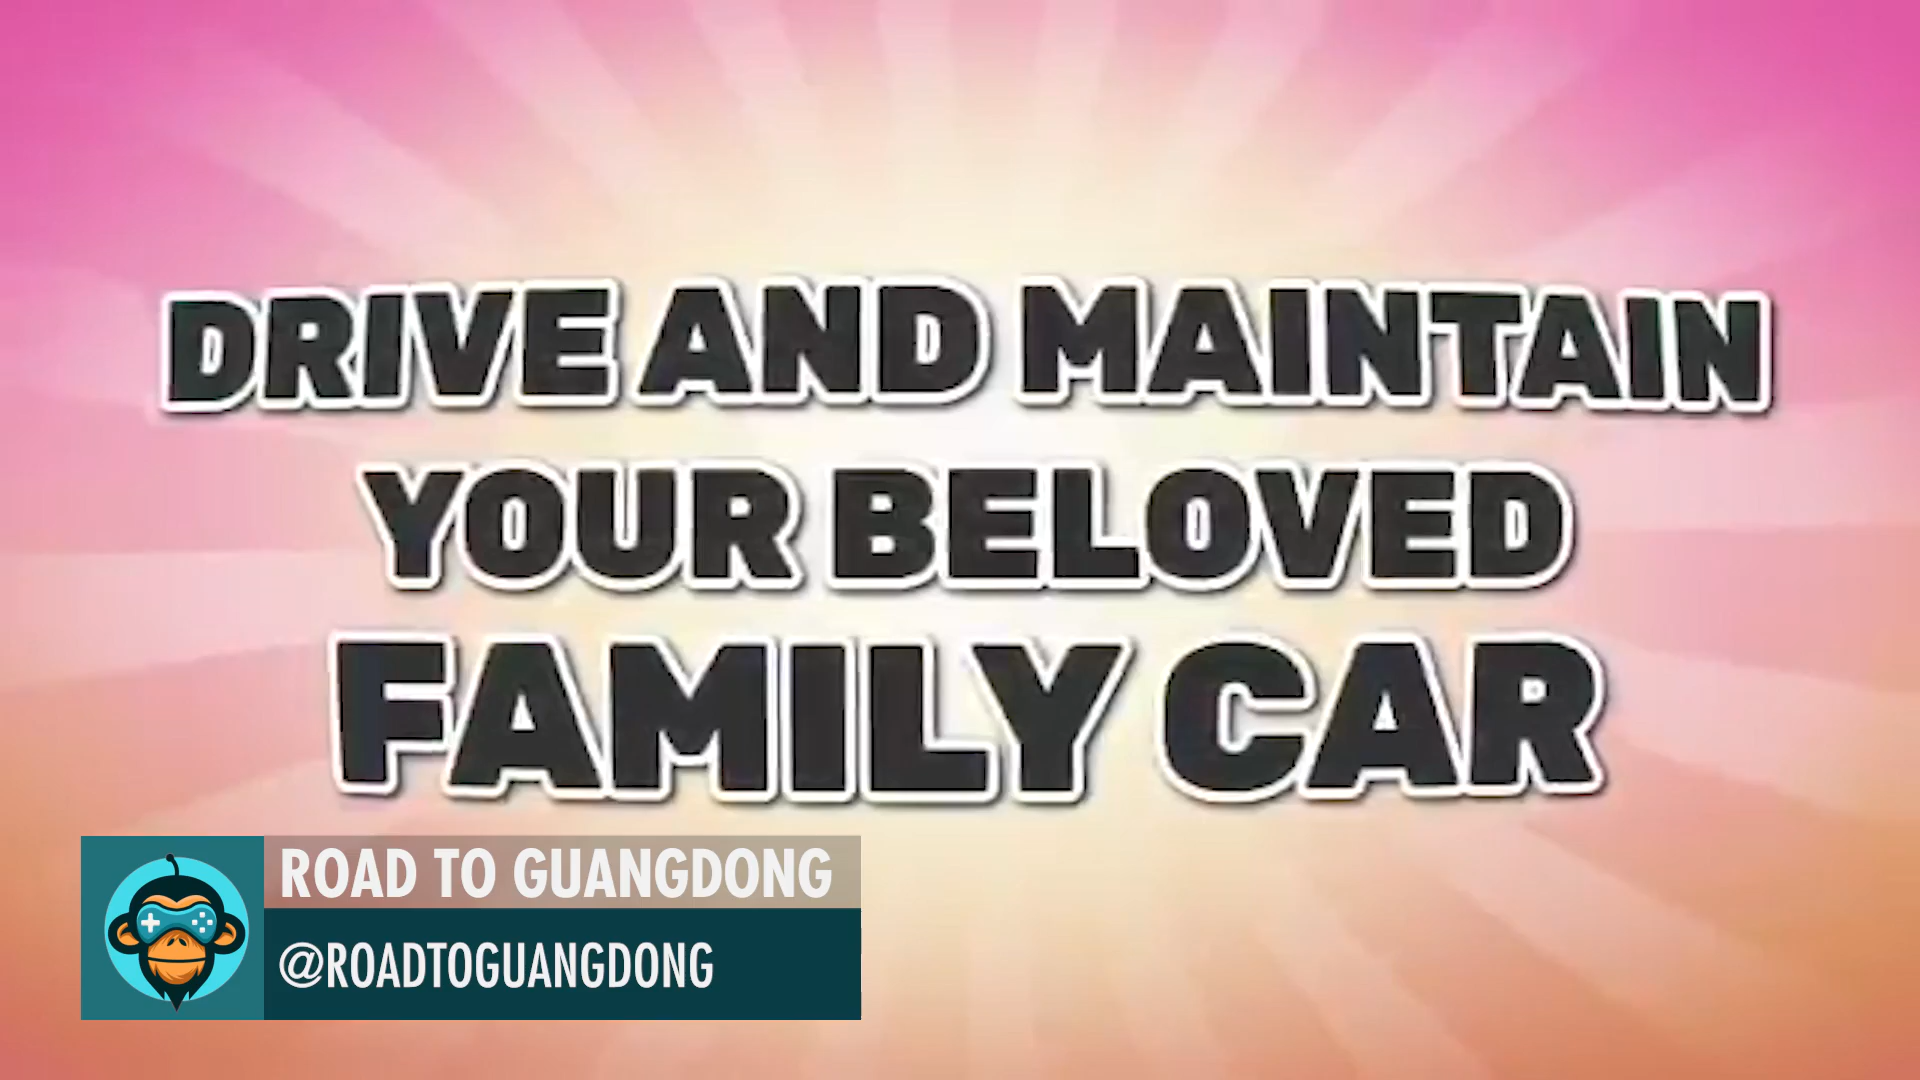 DRIVE AND MAINTAIN
YOUR BELOVED
FAMILY CAR
ROAD TO GUANGDONG
@ROADTOGUANGDONG